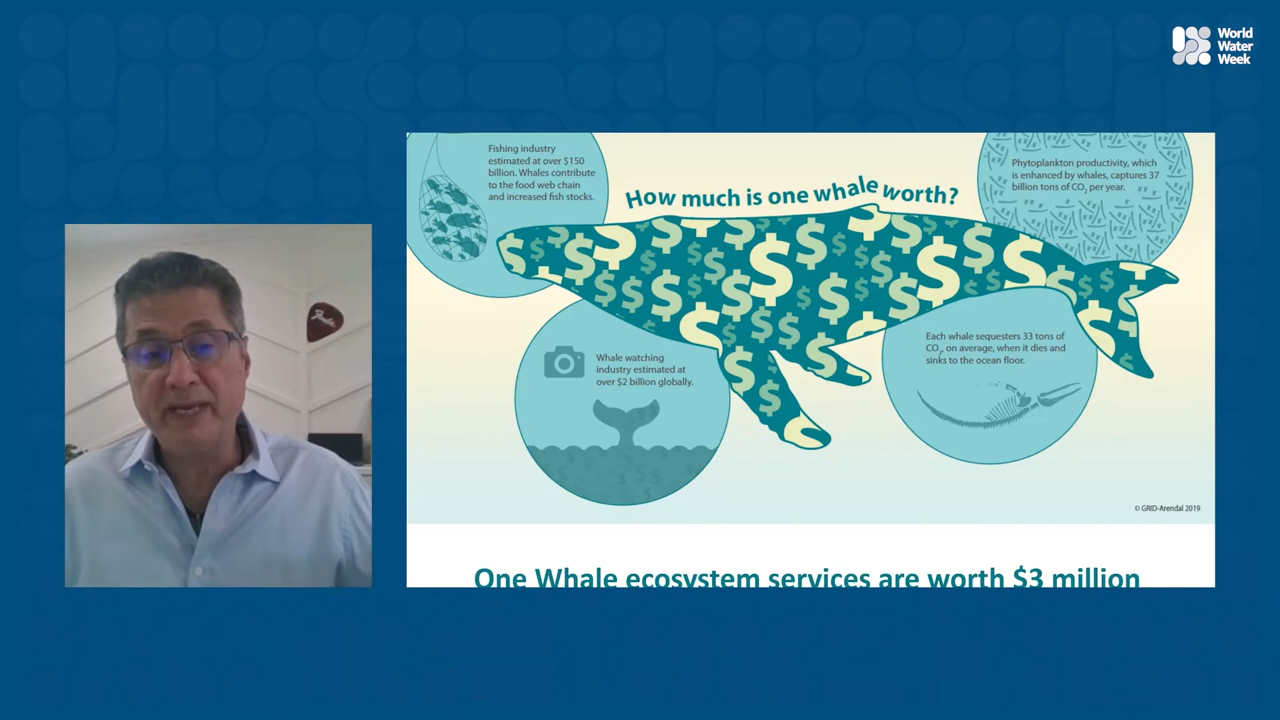 World
Water
Week
Fishing industry
estimated at over $150
billion. Whales contribute
to the food web chain
and increased fish stocks.
How much is one whale worth?
Phytoplankton productivity, which
is enhanced by whales, captures 37
billion tons of CO2 per year.
Fender
Whale watching
industry estimated at
over $2 billion globally.
Each whale sequesters 33 tons of
CO2, on average, when it dies and
sinks to the ocean floor.
© GRID-Arendal 2019
One Whale ecosystem services are worth $3 million